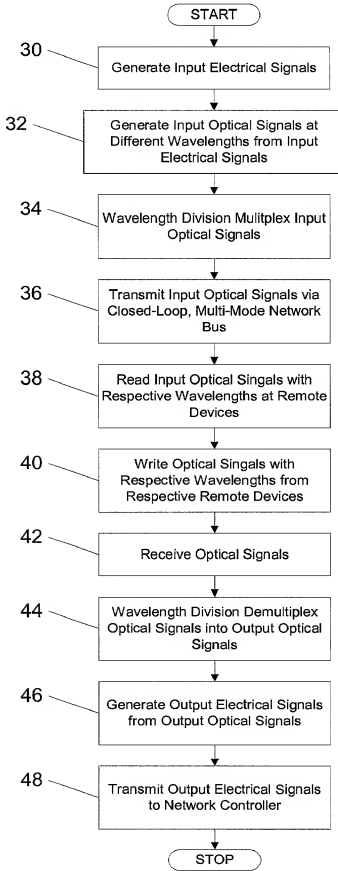 START
30
Generate Input Electrical Signals
32
Generate Input Optical Signals at
Different Wavelengths from Input
Electrical Signals
34
Wavelength Division Mulitplex Input
Optical Signals
36
Transmit Input Optical Signals via
Closed-Loop, Multi-Mode Network
Bus
38
Read Input Optical Singals with
Respective Wavelengths at Remote
Devices
40
Write Optical Singals with
Respective Wavelengths from
Respective Remote Devices
42
Receive Optical Signals
44
Wavelength Division Demultiplex
Optical Signals into Output Optical
Signals
46
Generate Output Electrical Signals
from Output Optical Signals
48
Transmit Output Electrical Signals
to Network Controller
STOP